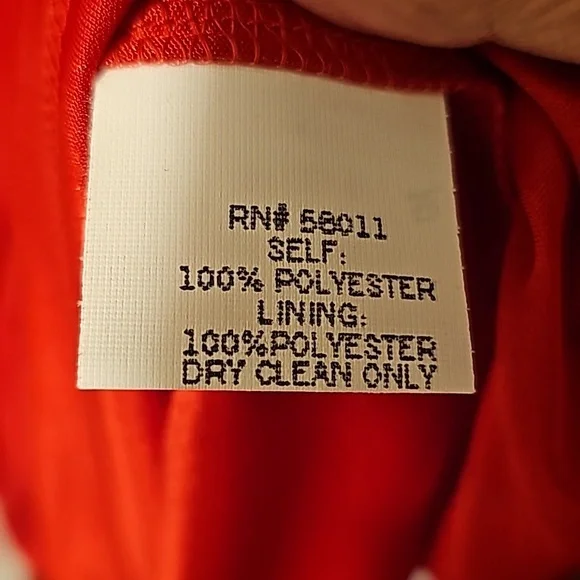 RN# 58011
SELF:
100% POLYESTER
LINING:
100%POLYESTER
DRY CLEAN ONLY